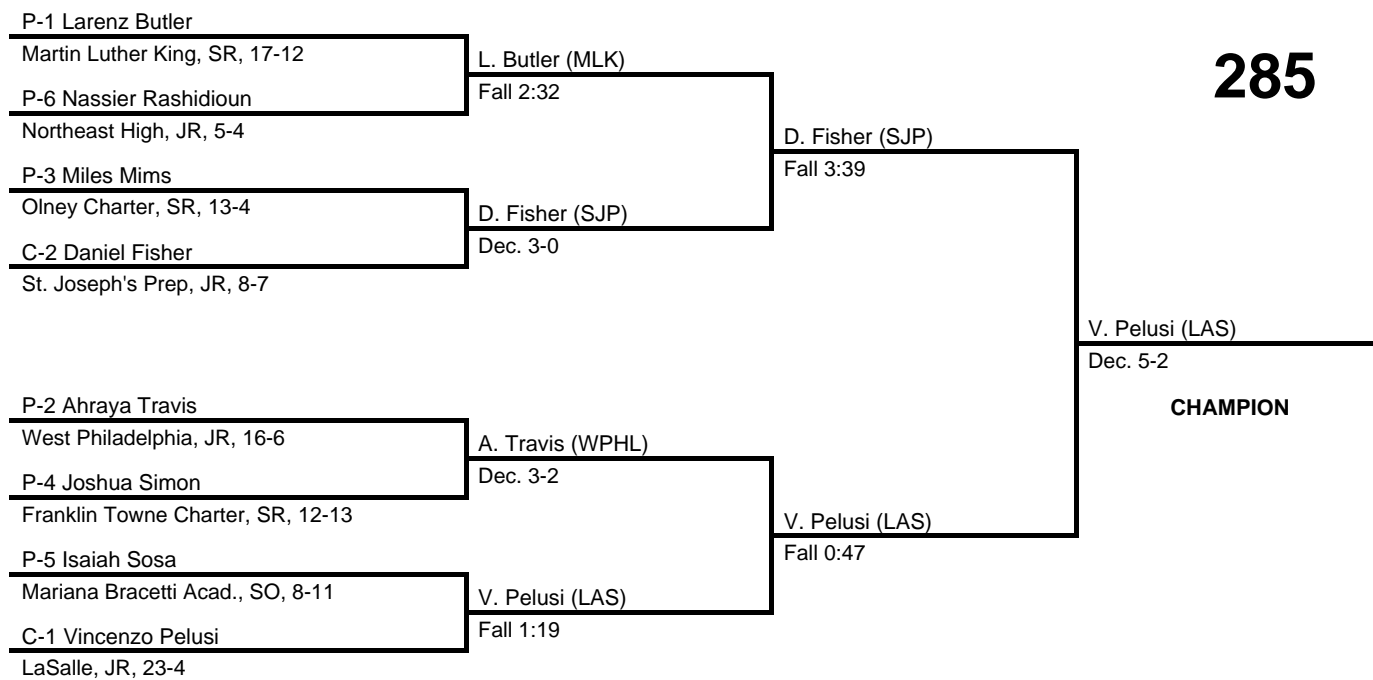 P-1 Larenz Butler
Martin Luther King, SR, 17-12
P-6 Nassier Rashidioun
Northeast High, JR, 5-4
P-3 Miles Mims
Olney Charter, SR, 13-4
C-2 Daniel Fisher
St. Joseph's Prep, JR, 8-7
P-2 Ahraya Travis
West Philadelphia, JR, 16-6
P-4 Joshua Simon
Franklin Towne Charter, SR, 12-13
P-5 Isaiah Sosa
Mariana Bracetti Acad., SO, 8-11
C-1 Vincenzo Pelusi
LaSalle, JR, 23-4
L. Butler (MLK)
Fall 2:32
D. Fisher (SJP)
Dec. 3-0
A. Travis (WPHL)
Dec. 3-2
V. Pelusi (LAS)
Fall 1:19
D. Fisher (SJP)
Fall 3:39
V. Pelusi (LAS)
Fall 0:47
285
V. Pelusi (LAS)
Dec. 5-2
CHAMPION